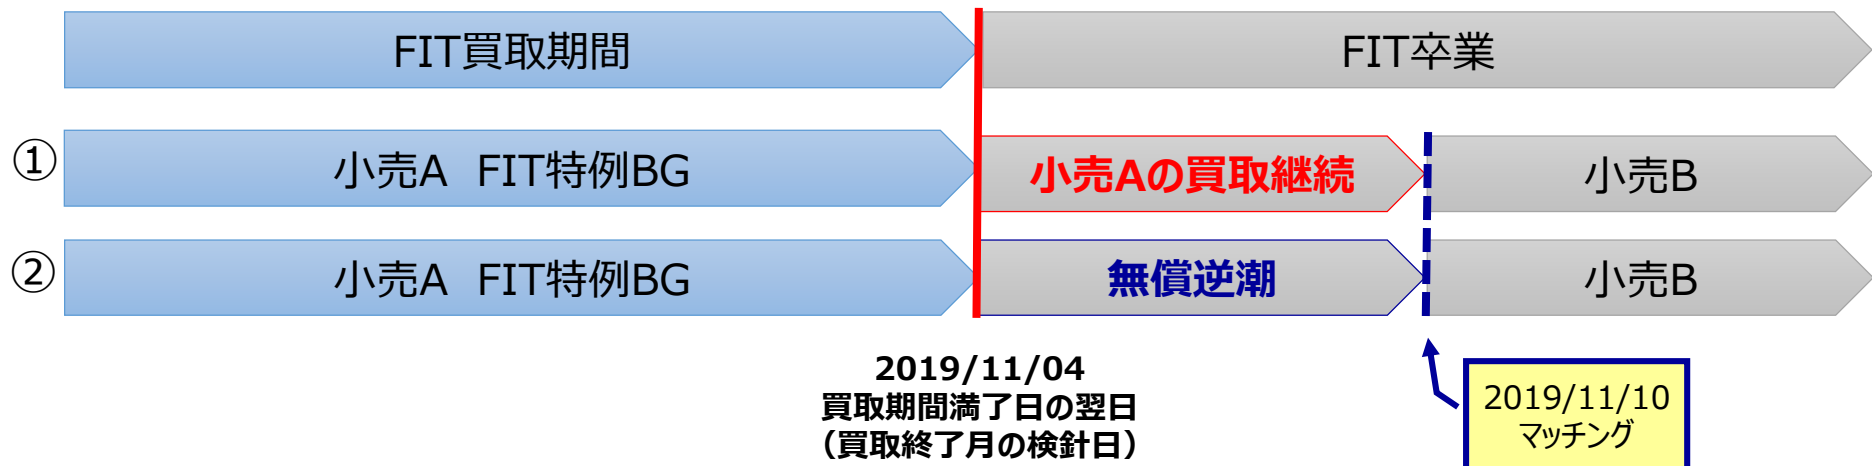 FIT買取期間
FIT卒業
①
小売A FIT特例BG
小売Aの買取継続
小売B
②
小売A FIT特例BG
無償逆潮
小売B
2019/11/04
買取期間満了日の翌日
（買取終了月の検針日）
2019/11/10
マッチング